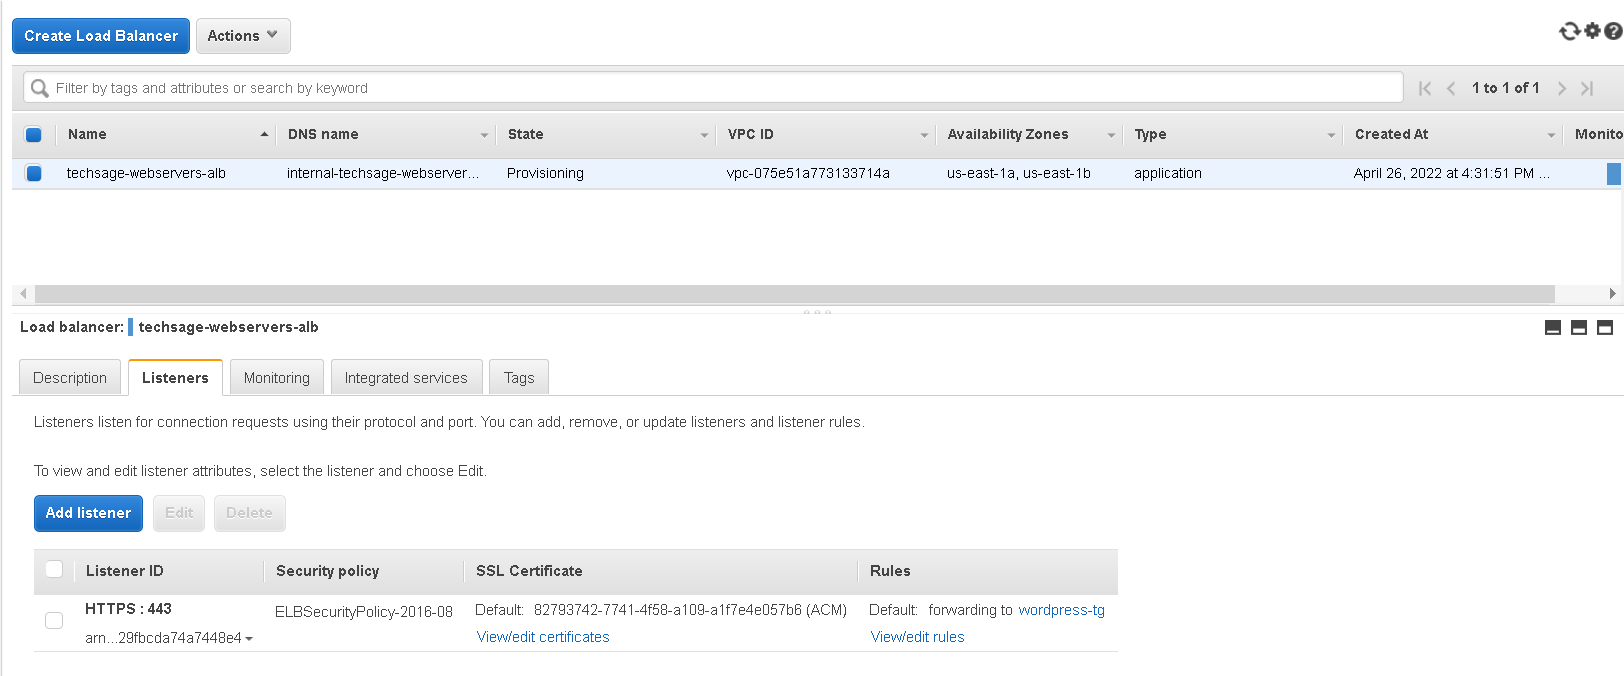 Create Load Balancer Actions
Filter by tags and attributes or search by keyword 1 to 1 of 1
Name DNS name State VPC ID Availability Zones Type Created At Monito
techsage-webservers-alb internal-techsage-webserver... Provisioning vpc-075e51a773133714a us-east-1a, us-east-1b application April 26, 2022 at 4:31:51 PM ...
Load balancer: techsage-webservers-alb
Description Listeners Monitoring Integrated services Tags
Listeners listen for connection requests using their protocol and port. You can add, remove, or update listeners and listener rules.
To view and edit listener attributes, select the listener and choose Edit.
Add listener Edit Delete
Listener ID Security policy SSL Certificate Rules
HTTPS : 443 ELBSecurityPolicy-2016-08 Default: 82793742-7741-4f58-a109-a1f7e4e057b6 (ACM) Default: forwarding to wordpress-tg
arn...29fbcda74a7448e4 View/edit certificates View/edit rules